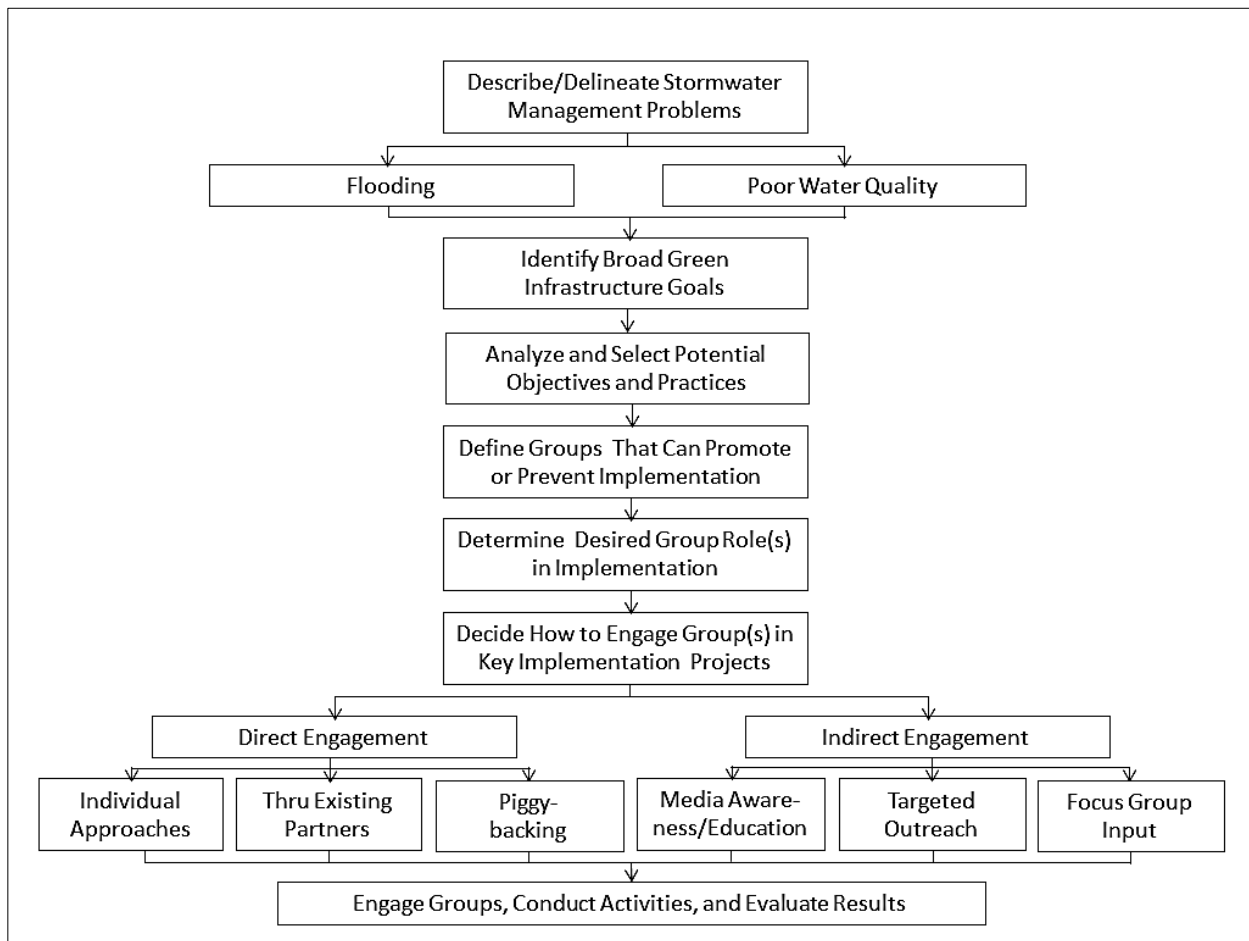 Describe/Delineate Stormwater
Management Problems
Flooding
Poor Water Quality
Identify Broad Green
Infrastructure Goals
Analyze and Select Potential
Objectives and Practices
Define Groups That Can Promote
or Prevent Implementation
Determine Desired Group Role(s)
in Implementation
Decide How to Engage Group(s) in
Key Implementation Projects
Direct Engagement
Indirect Engagement
Individual
Approaches
Thru Existing
Partners
Piggy-
backing
Media Aware-
ness/Education
Targeted
Outreach
Focus Group
Input
Engage Groups, Conduct Activities, and Evaluate Results